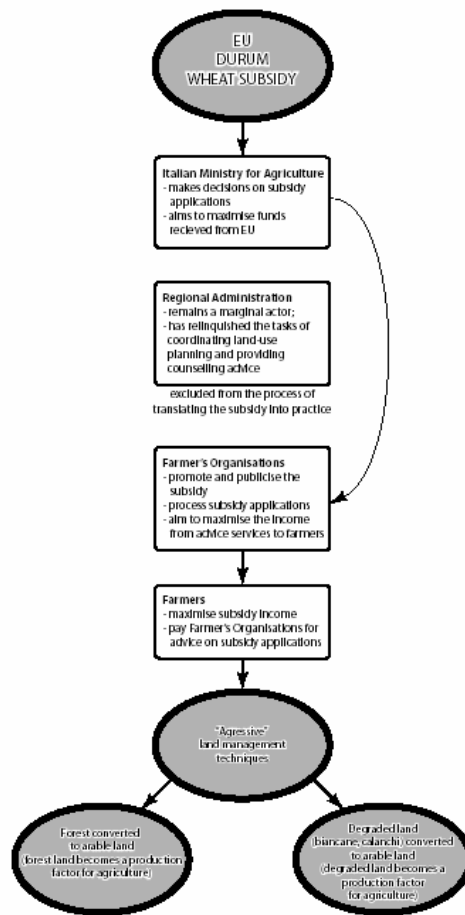 EU
DURUM
WHEAT SUBSIDY
Italian Ministry for Agriculture
- makes decisions on subsidy
applications
- aims to maximise funds
recieved from EU
Regional Administration
- remains a marginal actor;
- has relinquished the tasks of
coordinating land-use
planning and providing
counselling advice
excluded from the process of
translating the subsidy into practice
Farmer's Organisations
- promote and publicise the
subsidy
- process subsidy applications
- aim to maximise the income
from advice services to farmers
Farmers
- maximise subsidy income
- pay Farmer's Organisations for
advice on subsidy applications
"Agressive"
land management
techniques
Forest converted
to arable land
(forest land becomes a production
factor for agriculture)
Degraded land
(biancane, calanchi) converted
to arable land
(degraded land becomes a
production factor
for agriculture)